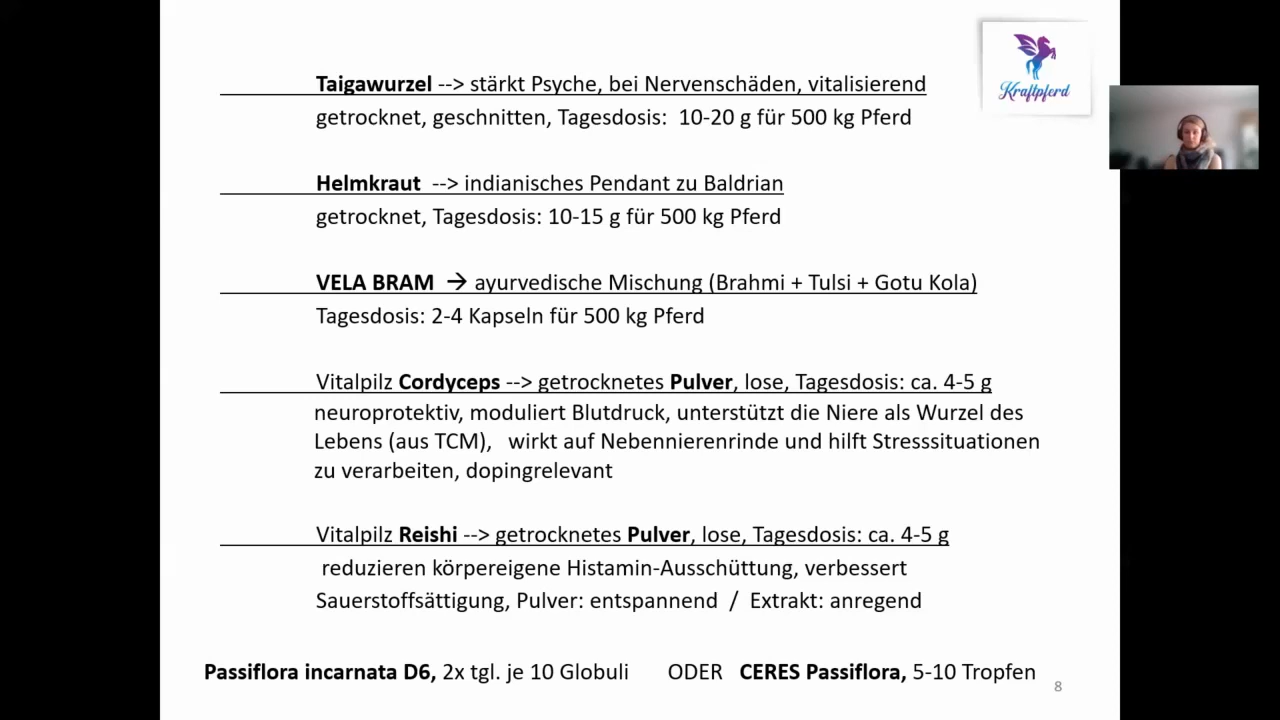 Kraftpferd
Taigawurzel --> stärkt Psyche, bei Nervenschäden, vitalisierend
getrocknet, geschnitten, Tagesdosis: 10-20 g für 500 kg Pferd
Helmkraut --> indianisches Pendant zu Baldrian
getrocknet, Tagesdosis: 10-15 g für 500 kg Pferd
VELA BRAM → ayurvedische Mischung (Brahmi + Tulsi + Gotu Kola)
Tagesdosis: 2-4 Kapseln für 500 kg Pferd
Vitalpilz Cordyceps --> getrocknetes Pulver, lose, Tagesdosis: ca. 4-5 g
neuroprotektiv, moduliert Blutdruck, unterstützt die Niere als Wurzel des
Lebens (aus TCM), wirkt auf Nebennierenrinde und hilft Stresssituationen
zu verarbeiten, dopingrelevant
Vitalpilz Reishi --> getrocknetes Pulver, lose, Tagesdosis: ca. 4-5 g
reduzieren körpereigene Histamin-Ausschüttung, verbessert
Sauerstoffsättigung, Pulver: entspannend / Extrakt: anregend
Passiflora incarnata D6, 2x tgl. je 10 Globuli ODER CERES Passiflora, 5-10 Tropfen
8